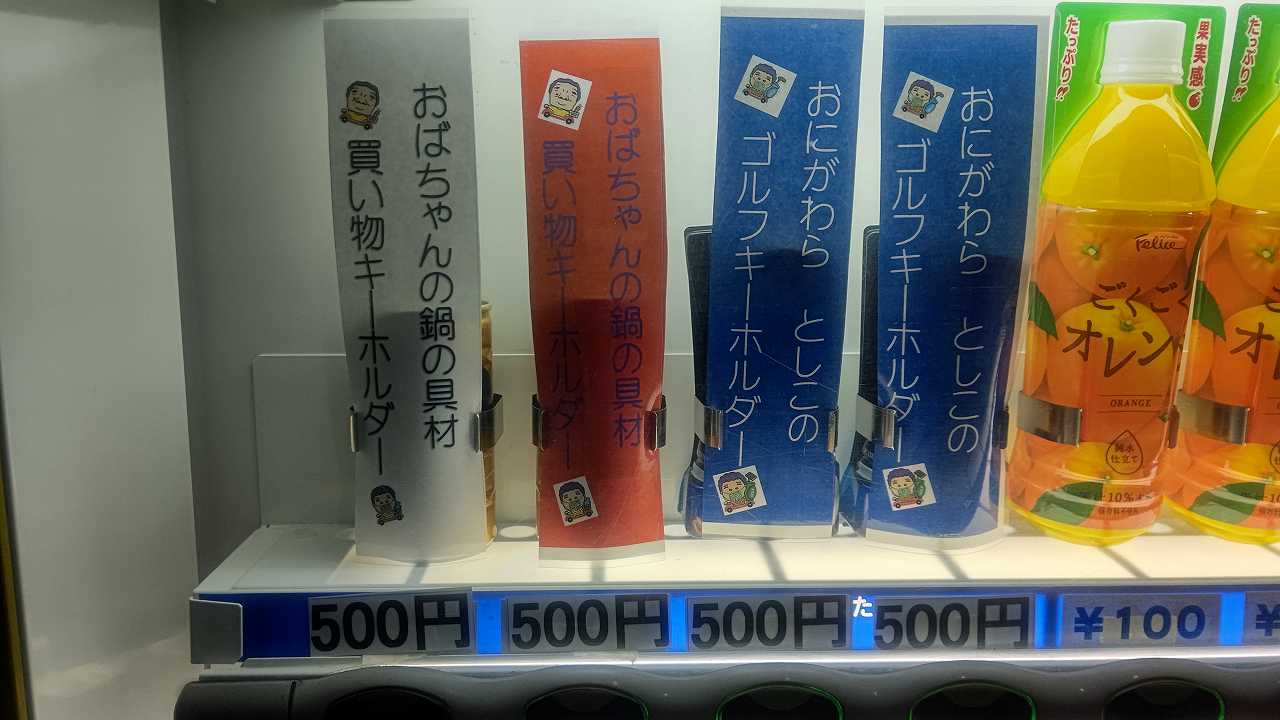 おばちゃんの鍋の具材
買い物キーホルダー
おばちゃんの鍋の具材
買い物キーホルダー
おにがわら としこの
ゴルフキーホルダー
おにがわら としこの
ゴルフキーホルダー
果実感
たっぷり!!
Felice
ごくごく
オレン
ORANGE
純水
仕立て
たっぷり!!
500円
500円
500円
た
500円
¥100